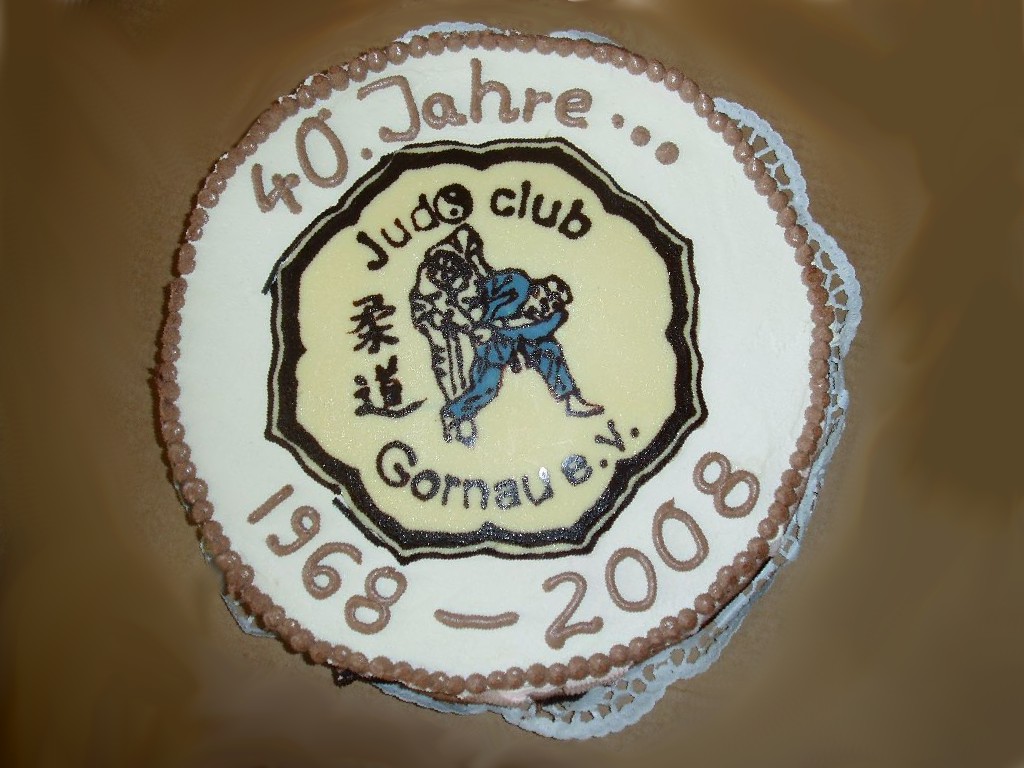 40. Jahre ...
Judo club
柔道
Gornau e.V.
1968 - 2008